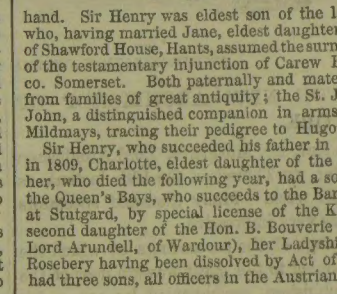 hand. Sir Henry was eldest son of the
who, having married Jane, eldest daughter
of Shawford House, Hants, assumed the surn
of the testamentary injunction of Carew
co. Somerset. Both paternally and mate
from families of great antiquity; the St. J
John, a distinguished companion in arms
Mildmays, tracing their pedigree to Hugo
Sir Henry, who succeeded his father in
in 1809, Charlotte, eldest daughter of the
her, who died the following year, had a so
the Queen's Bays, who succeeds to the Bar
at Stutgard, by special license of the K
second daughter of the Hon. B. Bouverie
Lord Arundell, of Wardour), her Ladyshi
Rosebery having been dissolved by Act of
had three sons, all officers in the Austrian